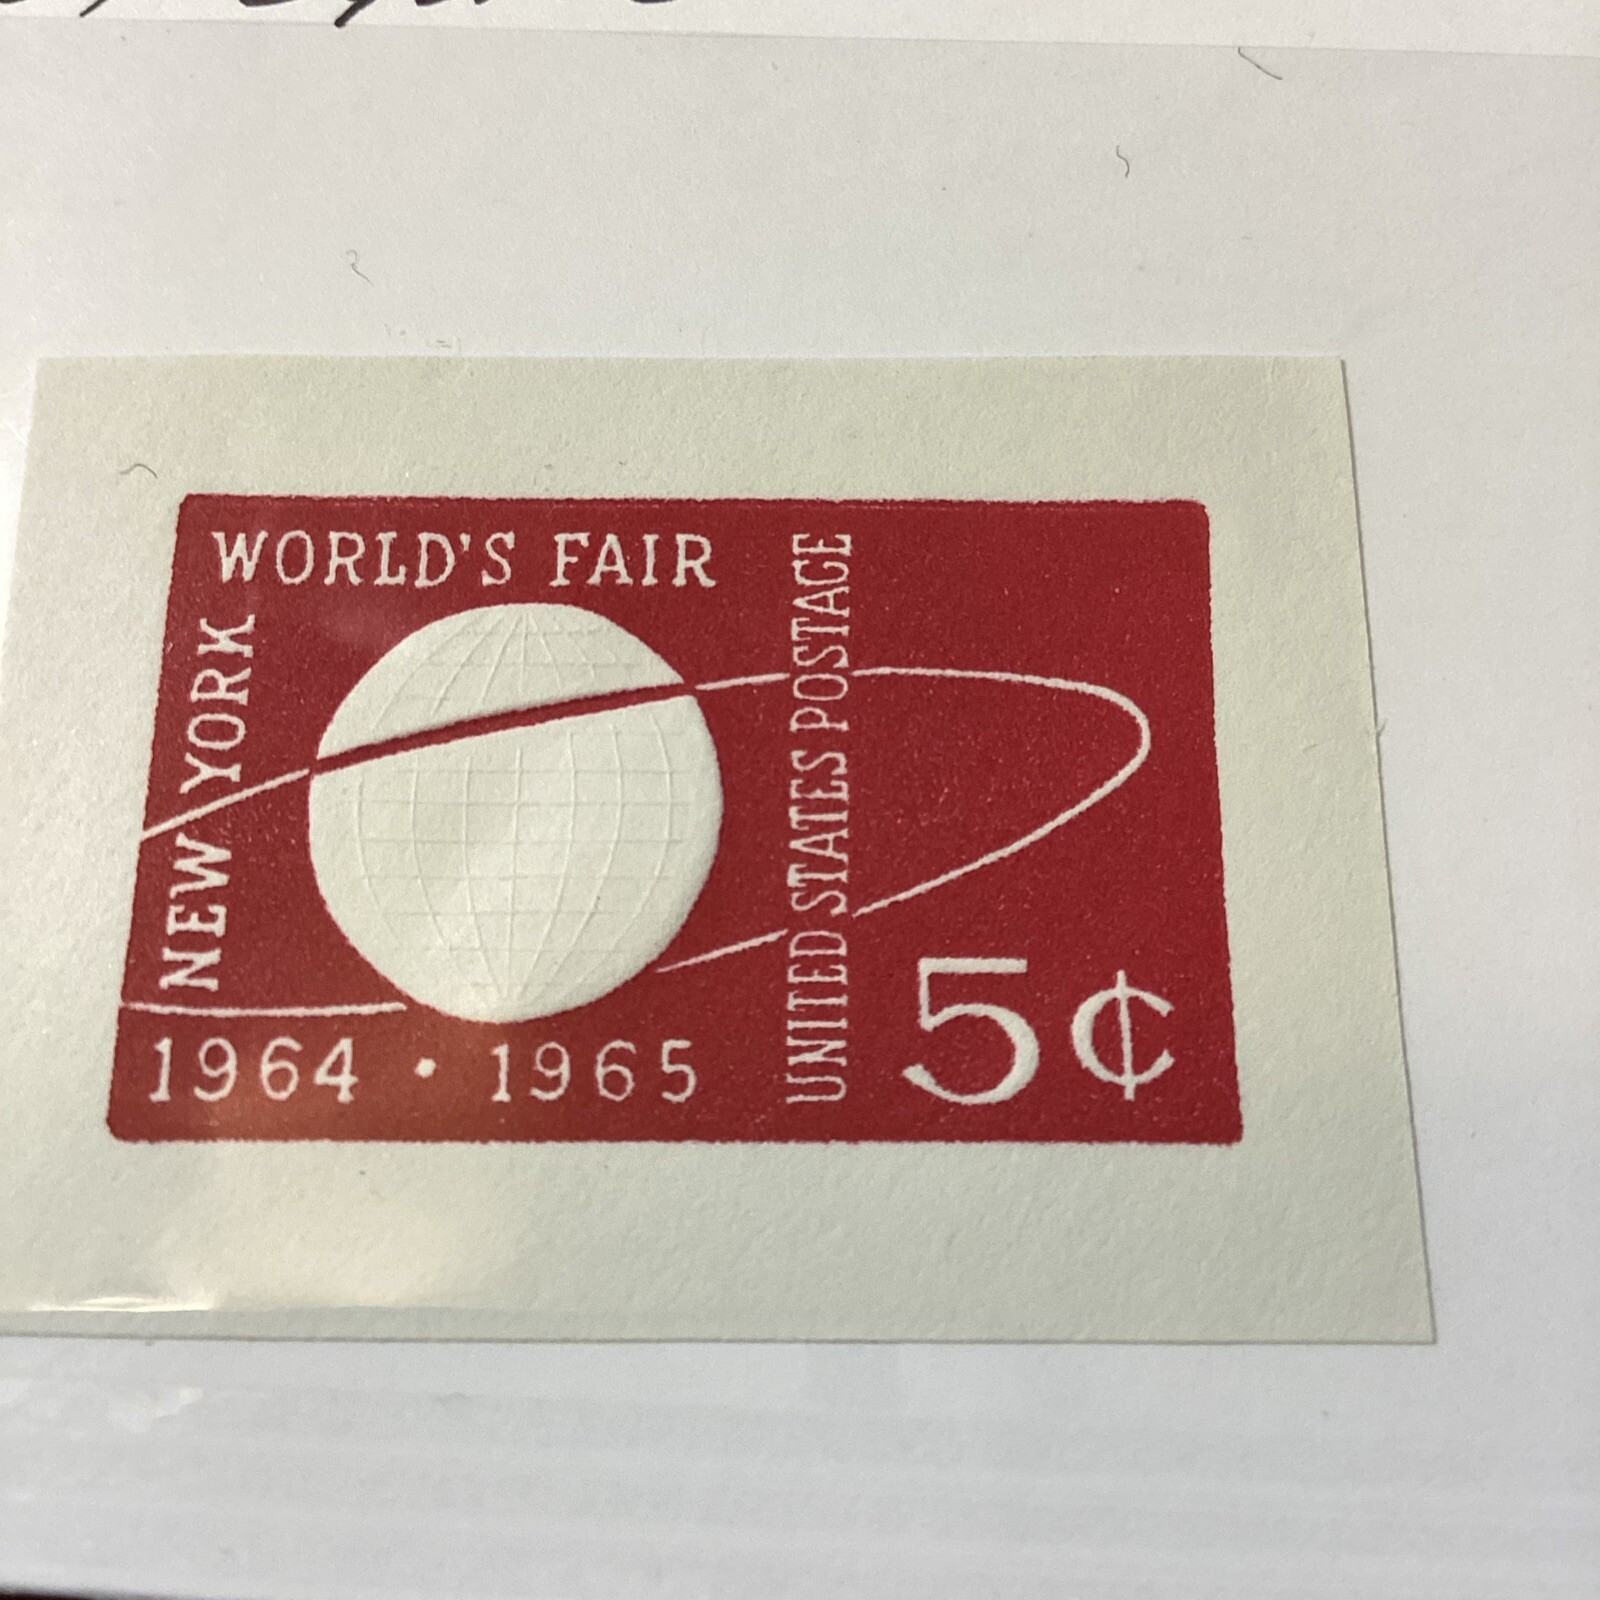 WORLD'S FAIR
NEW YORK
1964 • 1965
UNITED STATES POSTAGE
5¢